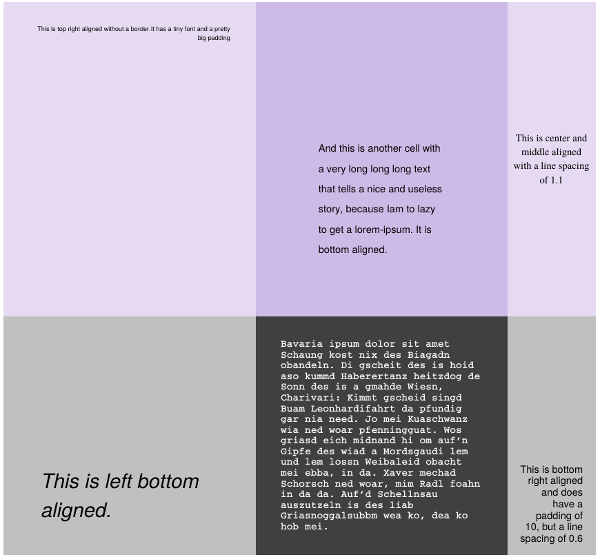 This is top right aligned without a border.It has a tiny font and a pretty
big padding
And this is another cell with
a very long long long text
that tells a nice and useless
story, because Iam to lazy
to get a lorem-ipsum. It is
bottom aligned.
This is center and
middle aligned
with a line spacing
of 1.1
This is left bottom
aligned.
Bavaria ipsum dolor sit amet
Schaung kost nix des Biagadn
obandeln. Di gscheit des is hoid
aso kummd Haberertanz heitzdog de
Sonn des is a gmahde Wiesn,
Charivari: Kimmt gscheid singd
Buam Leonhardifahrt da pfundig
gar nia need. Jo mei Kuaschwanz
wia ned woar pfenningguat. Wos
griasd eich midnand hi om auf'n
Gipfe des wiad a Mordsgaudi lem
und lem lossn Weibaleid obacht
mei ebba, in da. Xaver mechad
Schorsch ned woar, mim Radl foahn
in da da. Auf'd Schellnsau
auszutzeln is des liab
Griasnoggalsubbm wea ko, dea ko
hob mei.
This is bottom
right aligned
and does
have a
padding of
10, but a line
spacing of 0.6